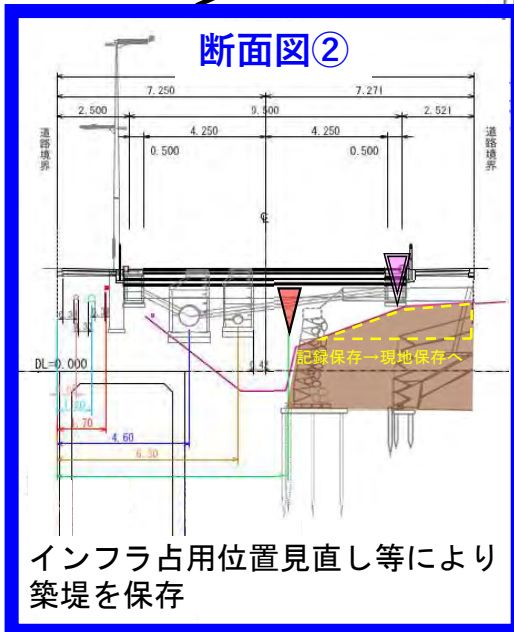 断面図②
7.250
7.271
2.500
9.500
2.521
道路境界
4.250
4.250
道路境界
0.500
0.500
記録保存→現地保存へ
DL=0.000
4.60
6.30
インフラ占用位置見直し等により
築堤を保存